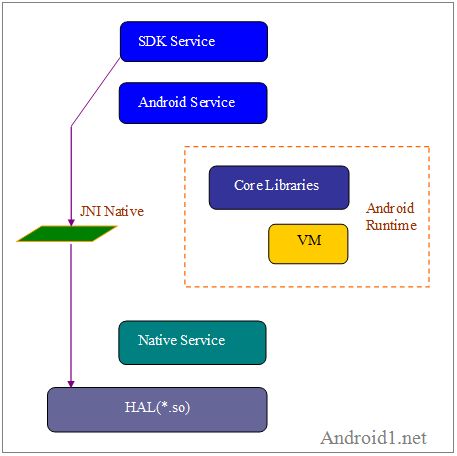 SDK Service
Android Service
Core Libraries
Android
Runtime
VM
JNI Native
Native Service
HAL(*.so)
Android1.net